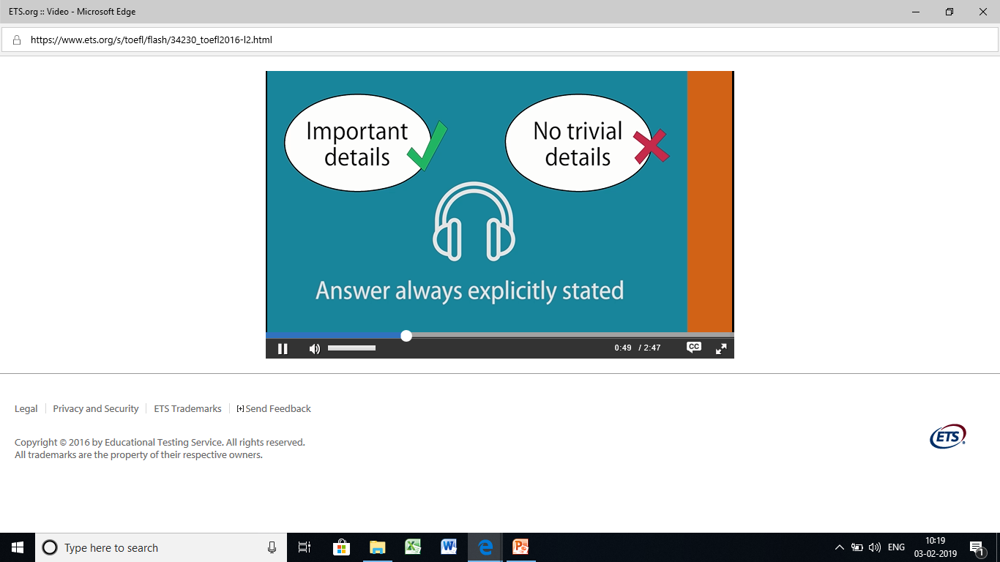 ETS.org :: Video - Microsoft Edge
https://www.ets.org/s/toefl/flash/34230_toefl2016-l2.html
Important
details
No trivial
details
Answer always explicitly stated
0:49 / 2:47
CC
Legal
Privacy and Security
ETS Trademarks
[+] Send Feedback
Copyright © 2016 by Educational Testing Service. All rights reserved.
All trademarks are the property of their respective owners.
ETS®
Type here to search
ENG
10:19
03-02-2019
1